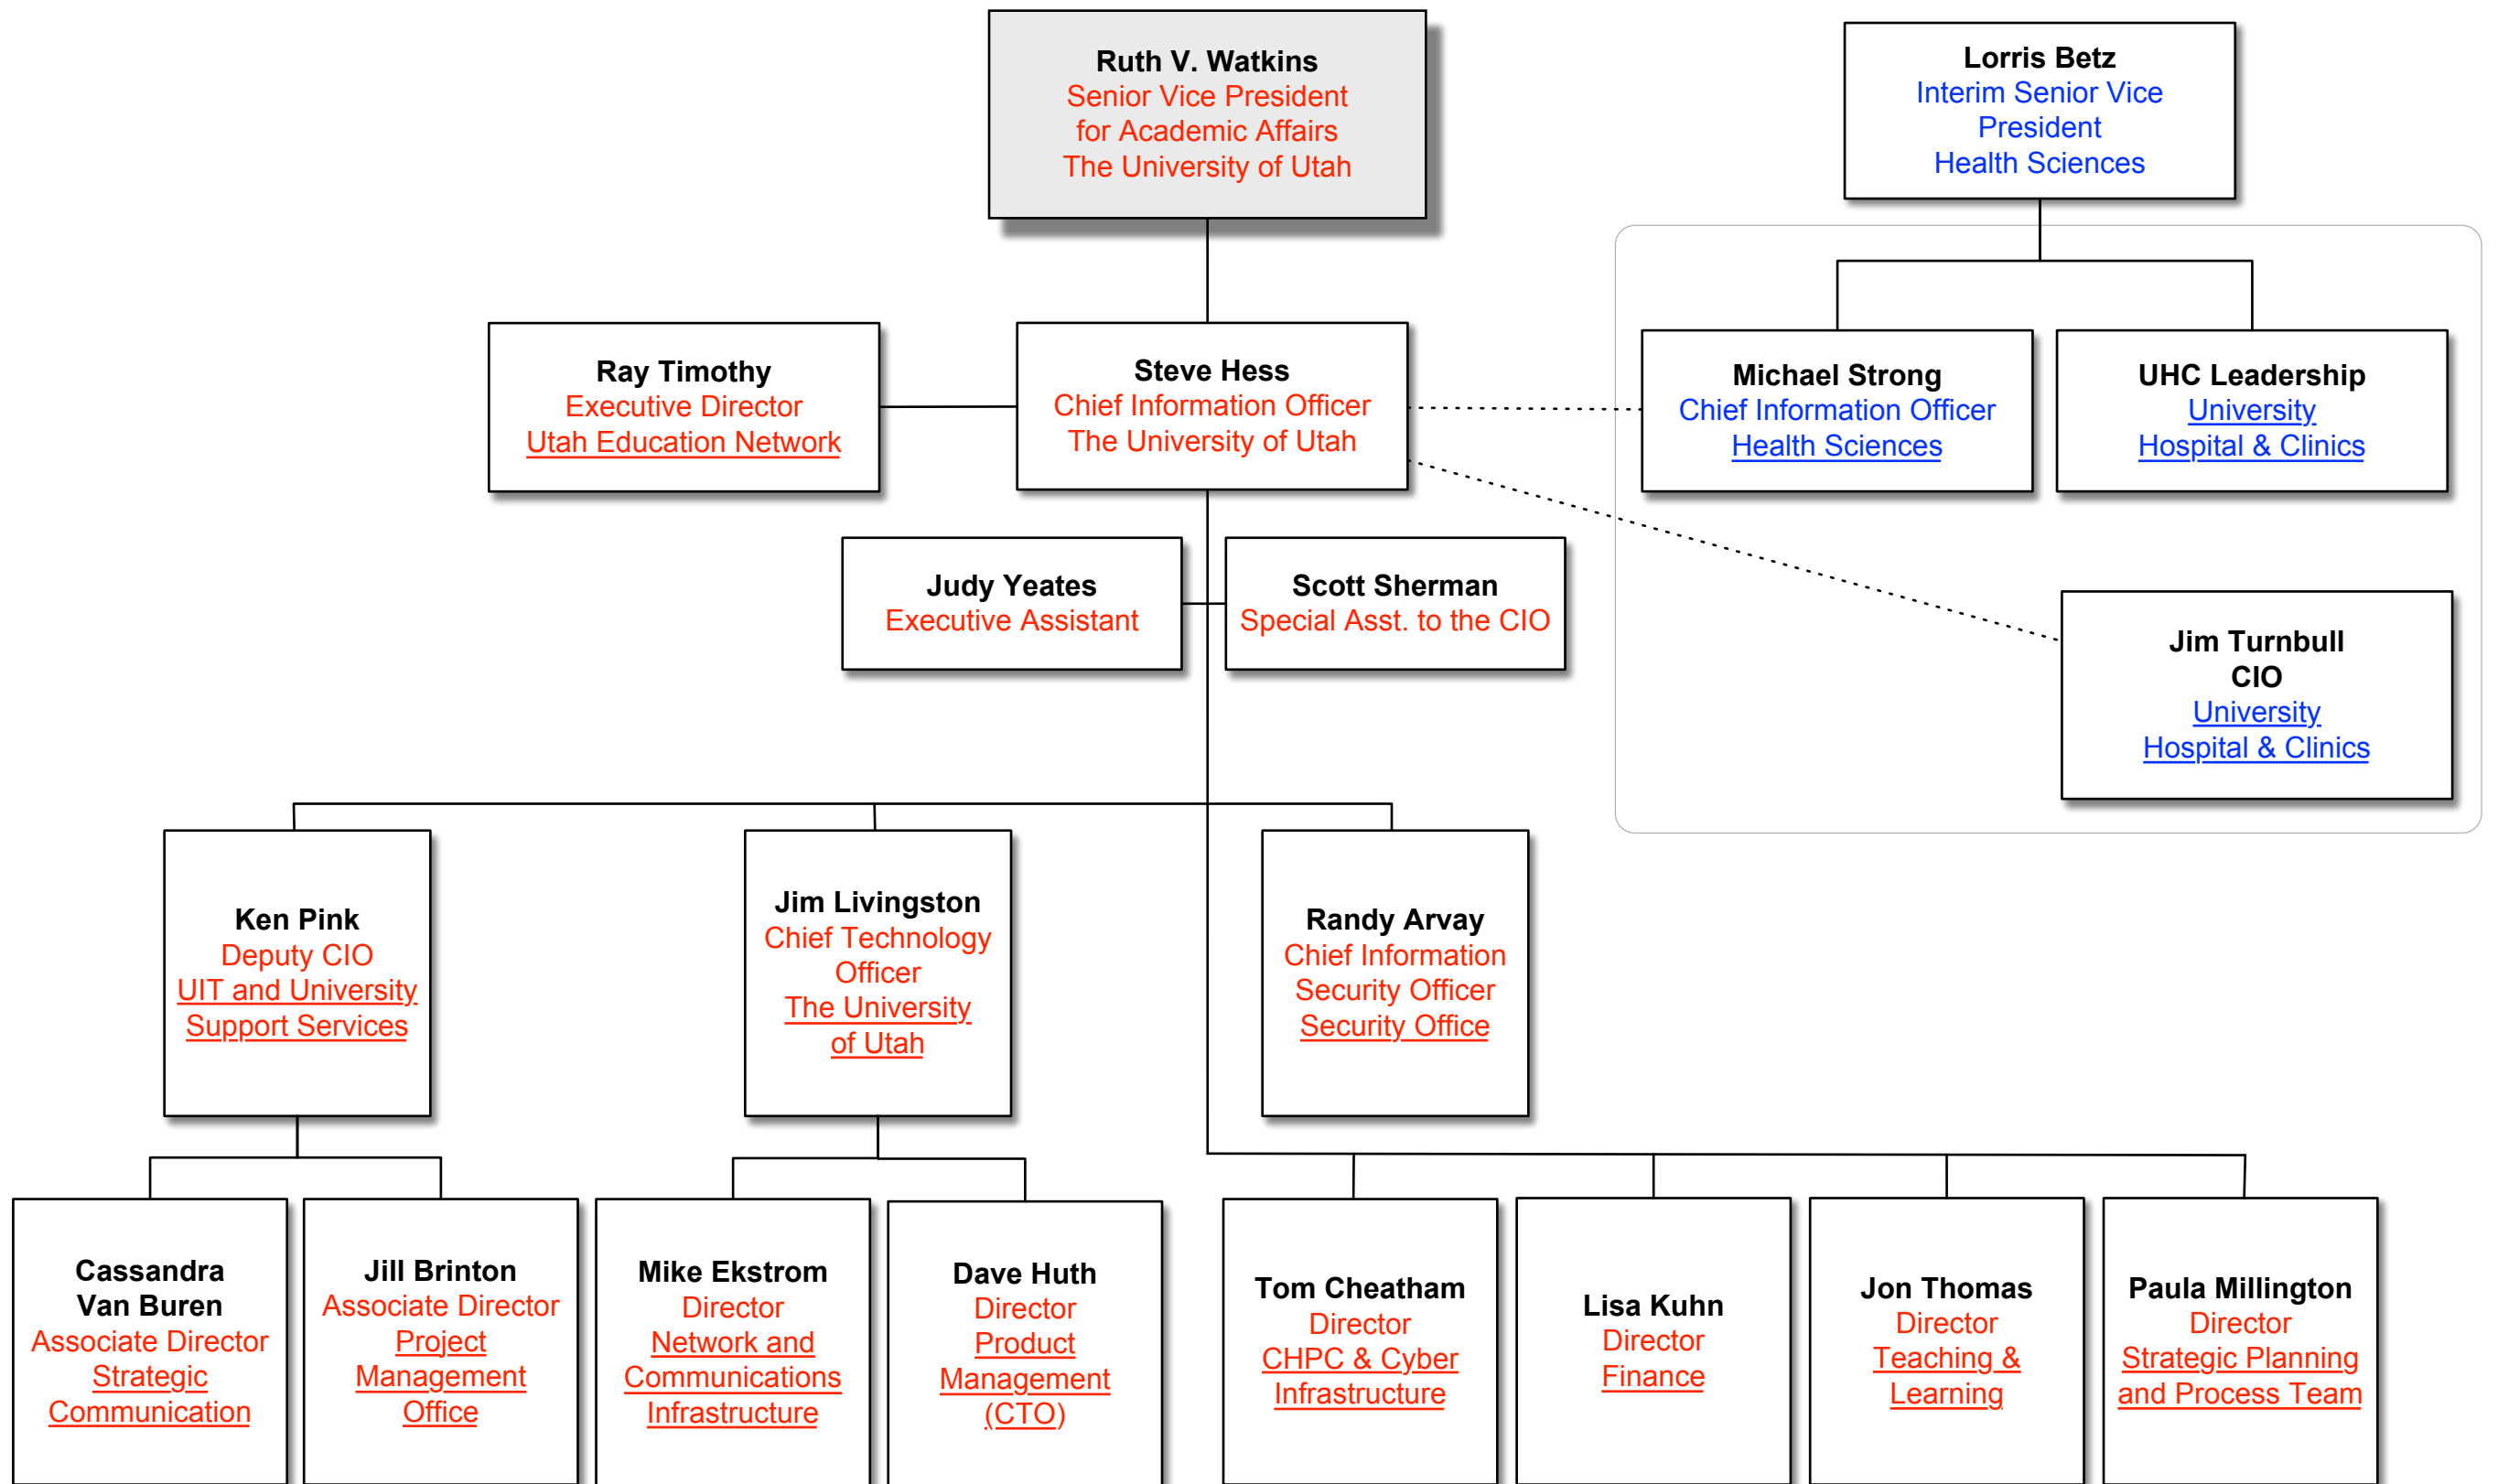 Ruth V. Watkins
Senior Vice President
for Academic Affairs
The University of Utah
Lorris Betz
Interim Senior Vice
President
Health Sciences
Ray Timothy
Executive Director
Utah Education Network
Steve Hess
Chief Information Officer
The University of Utah
Michael Strong
Chief Information Officer
Health Sciences
UHC Leadership
University
Hospital & Clinics
Judy Yeates
Executive Assistant
Scott Sherman
Special Asst. to the CIO
Jim Turnbull
CIO
University
Hospital & Clinics
Ken Pink
Deputy CIO
UIT and University
Support Services
Jim Livingston
Chief Technology
Officer
The University
of Utah
Randy Arvay
Chief Information
Security Officer
Security Office
Cassandra
Van Buren
Associate Director
Strategic
Communication
Jill Brinton
Associate Director
Project
Management
Office
Mike Ekstrom
Director
Network and
Communications
Infrastructure
Dave Huth
Director
Product
Management
(CTO)
Tom Cheatham
Director
CHPC & Cyber
Infrastructure
Lisa Kuhn
Director
Finance
Jon Thomas
Director
Teaching &
Learning
Paula Millington
Director
Strategic Planning
and Process Team